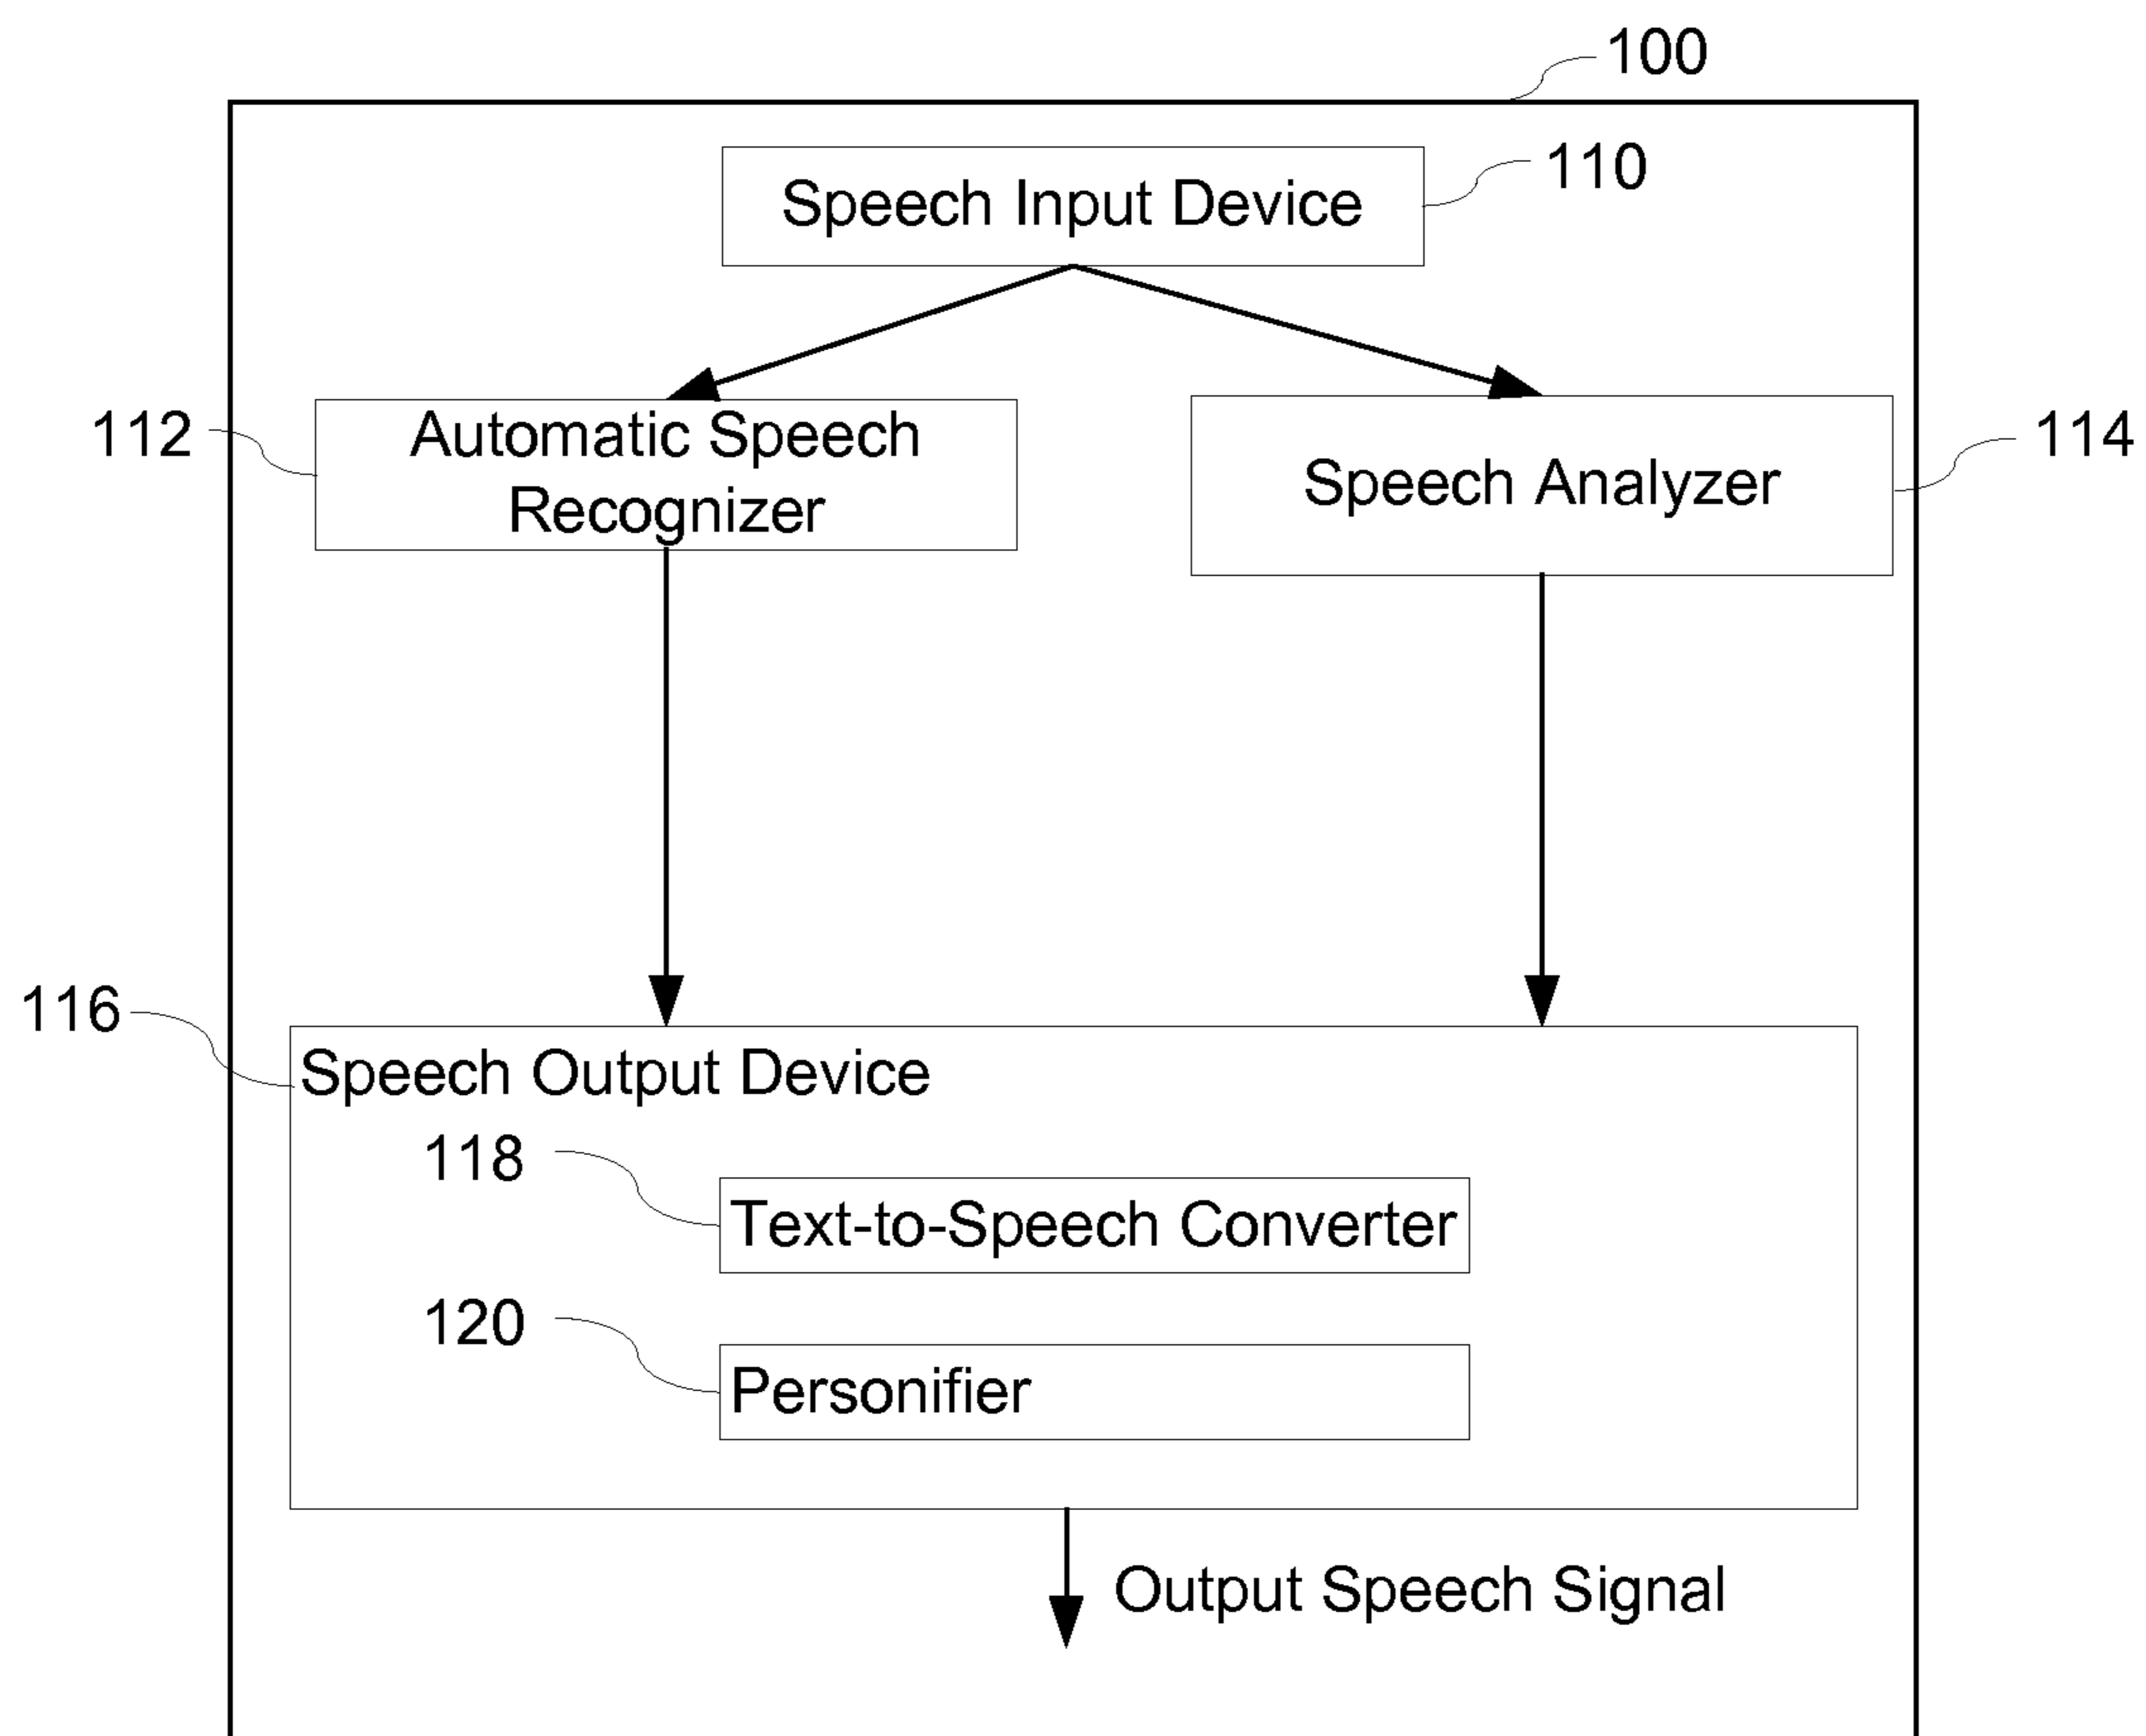 100
Speech Input Device
110
112
Automatic Speech
Recognizer
Speech Analyzer
114
116
Speech Output Device
118
Text-to-Speech Converter
120
Personifier
Output Speech Signal